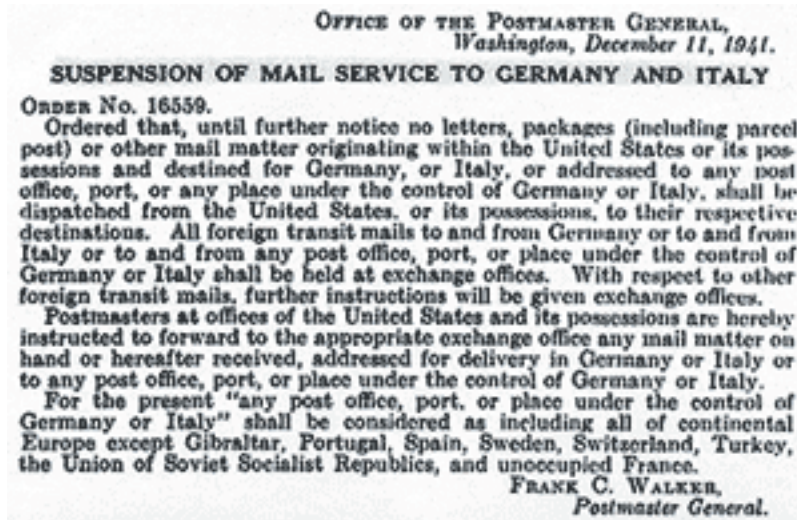 OFFICE OF THE POSTMASTER GENERAL,
Washington, December 11, 1941.
SUSPENSION OF MAIL SERVICE TO GERMANY AND ITALY
ORDER No. 16559.
Ordered that, until further notice no letters, packages (including parcel
post) or other mail matter originating within the United States or its pos-
sessions and destined for Germany, or Italy, or addressed to any post
office, port, or any place under the control of Germany or Italy, shall be
dispatched from the United States, or its possessions, to their respective
destinations. All foreign transit mails to and from Germany or to and from
Italy or to and from any post office, port, or place under the control of
Germany or Italy shall be held at exchange offices. With respect to other
foreign transit mails, further instructions will be given exchange offices.
Postmasters at offices of the United States and its possessions are hereby
instructed to forward to the appropriate exchange office any mail matter on
hand or hereafter received, addressed for delivery in Germany or Italy or
to any post office, port, or place under the control of Germany or Italy.
For the present "any post office, port, or place under the control of
Germany or Italy" shall be considered as including all of continental
Europe except Gibraltar, Portugal, Spain, Sweden, Switzerland, Turkey,
the Union of Soviet Socialist Republics, and unoccupied France.
FRANK C. WALKER,
Postmaster General.